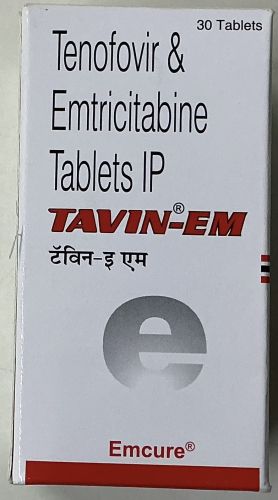 30 Tablets
Tenofovir &
Emtricitabine
Tablets IP
TAVIN-EM®
टॅविन-इ एम
e
Emcure®